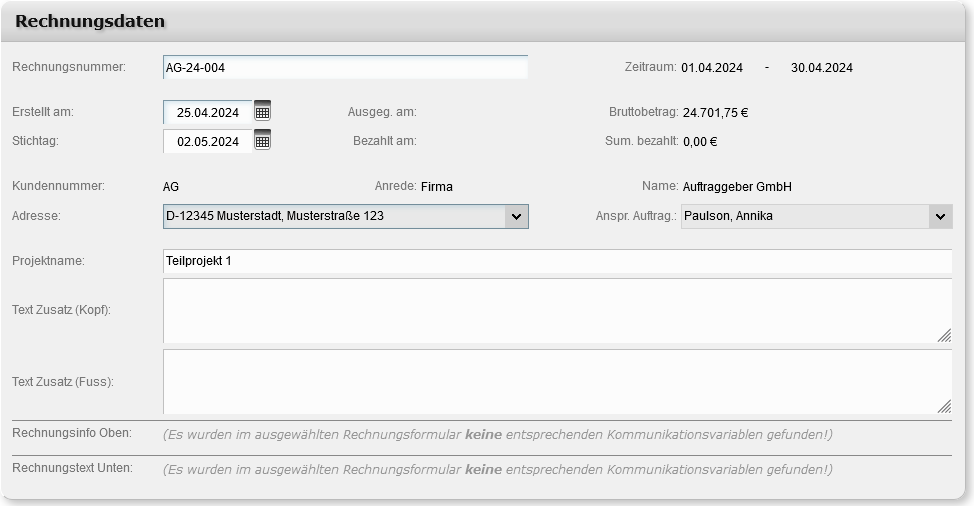 Rechnungsdaten
Rechnungsnummer: AG-24-004 Zeitraum: 01.04.2024 - 30.04.2024
Erstellt am: 25.04.2024 Ausgeg. am: Bruttobetrag: 24.701,75 €
Stichtag: 02.05.2024 Bezahlt am: Sum. bezahlt: 0,00 €
Kundennummer: AG Anrede: Firma Name: Auftraggeber GmbH
Adresse: D-12345 Musterstadt, Musterstraße 123 Anspr. Auftrag.: Paulson, Annika
Projektname: Teilprojekt 1
Text Zusatz (Kopf):
Text Zusatz (Fuss):
Rechnungsinfo Oben: (Es wurden im ausgewählten Rechnungsformular keine entsprechenden Kommunikationsvariablen gefunden!)
Rechnungstext Unten: (Es wurden im ausgewählten Rechnungsformular keine entsprechenden Kommunikationsvariablen gefunden!)